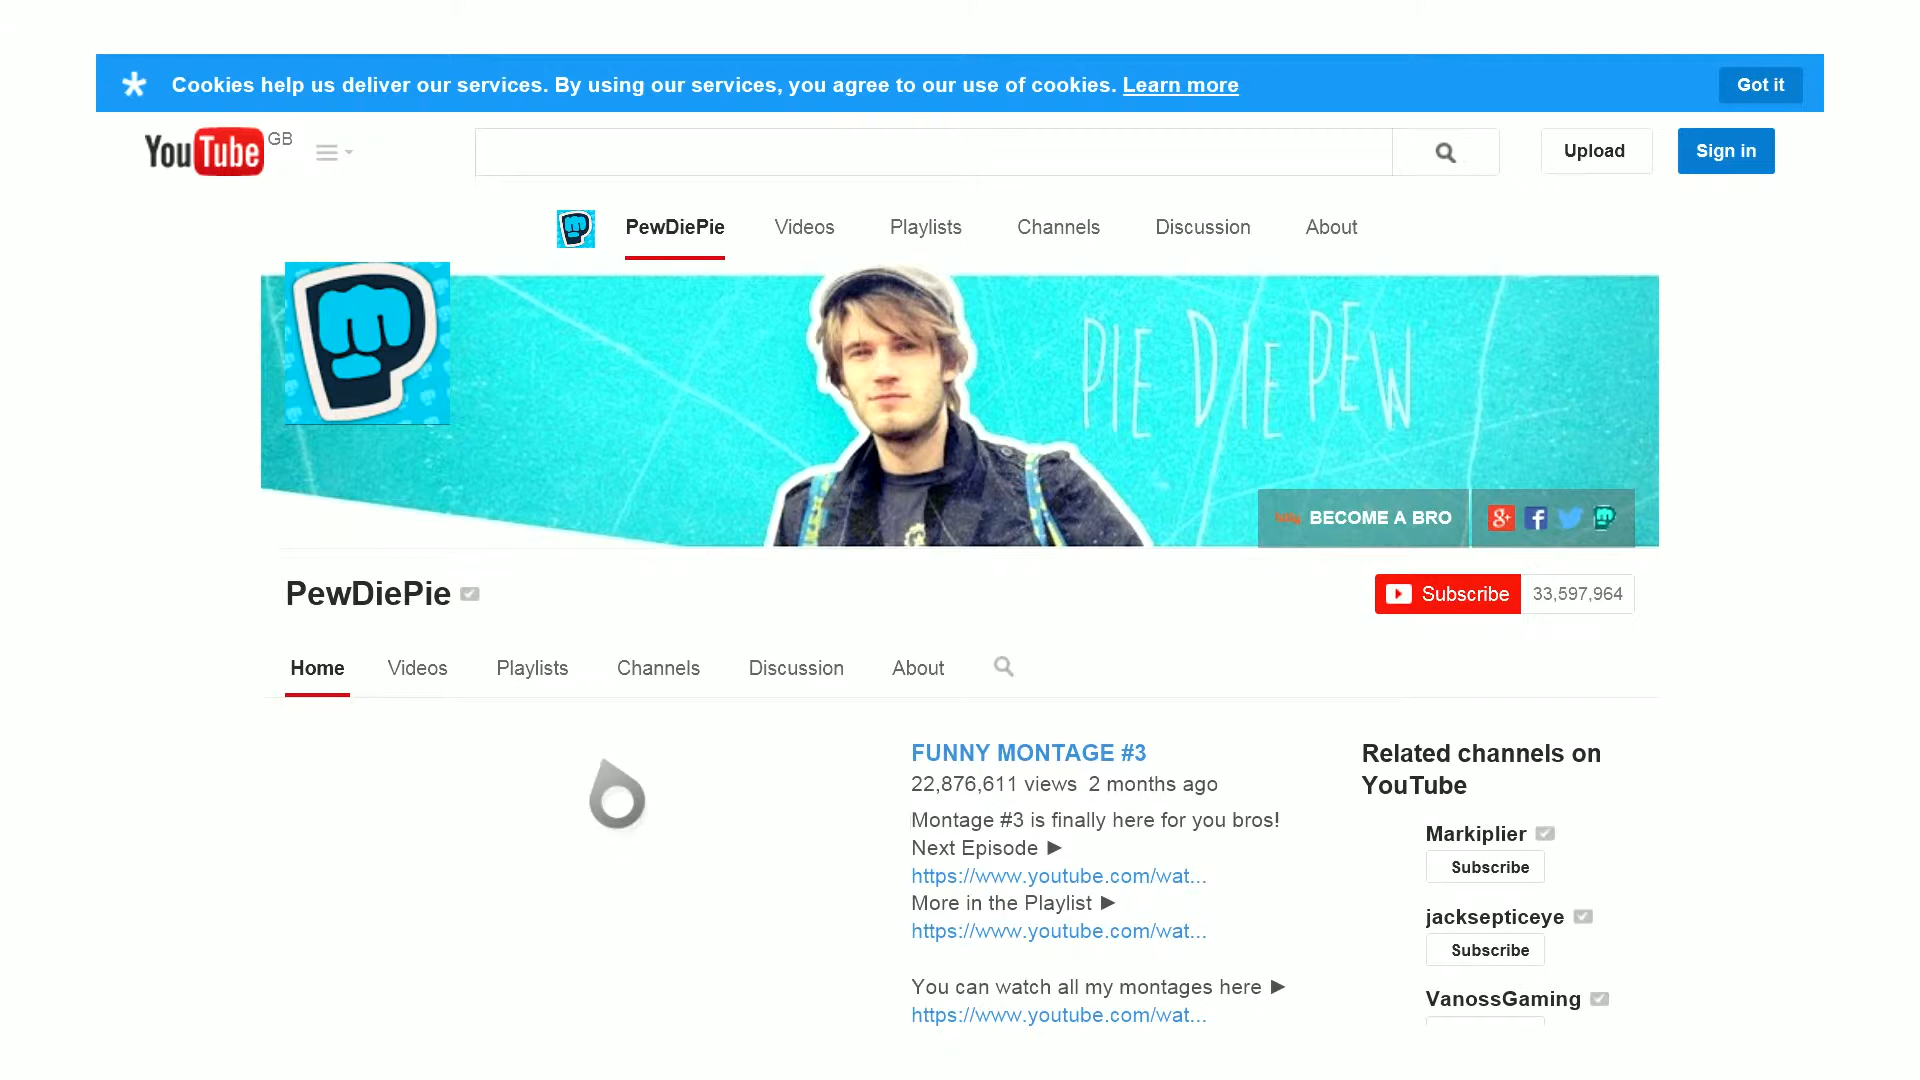 Cookies help us deliver our services. By using our services, you agree to our use of cookies. Learn more
Got it
YouTube GB
Upload
Sign in
PewDiePie
Videos
Playlists
Channels
Discussion
About
PIE DIE PEW
BECOME A BRO
PewDiePie
Subscribe 33,597,964
Home
Videos
Playlists
Channels
Discussion
About
FUNNY MONTAGE #3
22,876,611 views 2 months ago
Montage #3 is finally here for you bros!
Next Episode ►
https://www.youtube.com/wat...
More in the Playlist ►
https://www.youtube.com/wat...
You can watch all my montages here ►
https://www.youtube.com/wat...
Related channels on
YouTube
Markiplier
Subscribe
jacksepticeye
Subscribe
VanossGaming